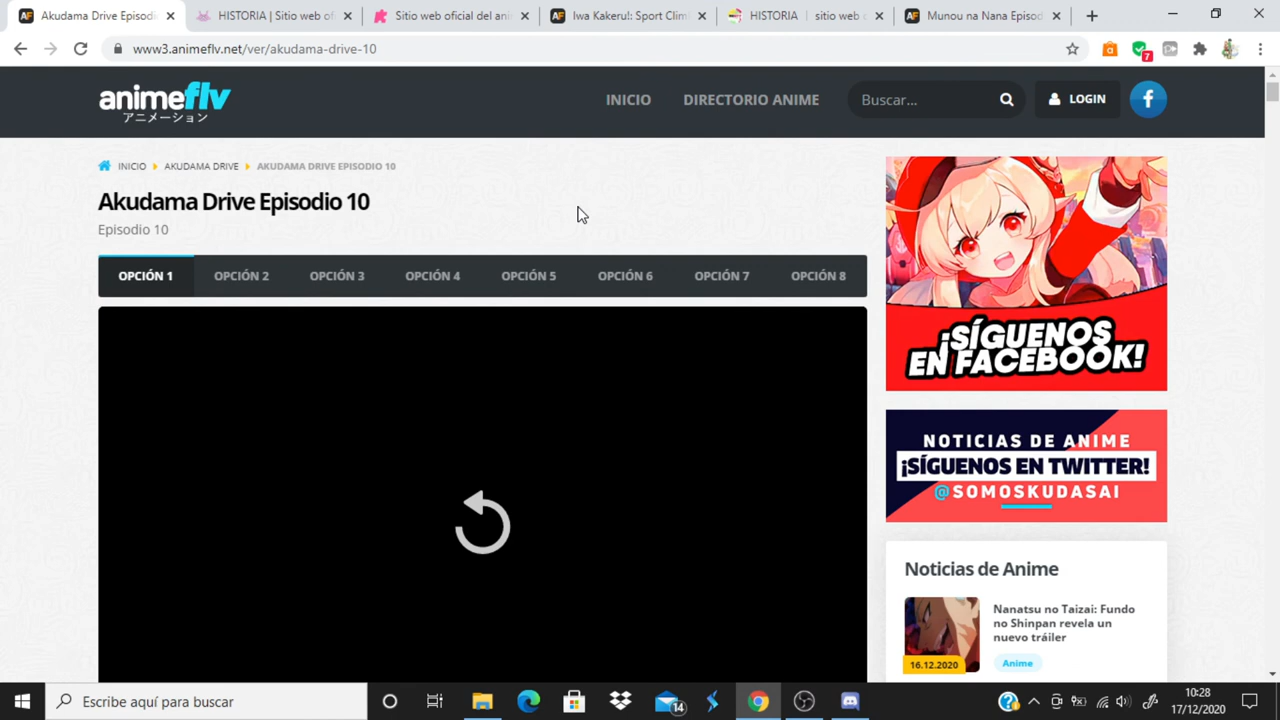 Akudama Drive Episodi
HISTORIA | Sitio web of
Sitio web oficial del an
Iwa Kakeru!: Sport Clim
HISTORIA | sitio web
Munou na Nana Episod
www3.animeflv.net/ver/akudama-drive-10
7
animeflv
アニメーション
INICIO
DIRECTORIO ANIME
Buscar...
LOGIN
INICIO
AKUDAMA DRIVE
AKUDAMA DRIVE EPISODIO 10
Akudama Drive Episodio 10
Episodio 10
OPCIÓN 1
OPCIÓN 2
OPCIÓN 3
OPCIÓN 4
OPCIÓN 5
OPCIÓN 6
OPCIÓN 7
OPCIÓN 8
¡SÍGUENOS
EN FACEBOOK!
NOTICIAS DE ANIME
¡SÍGUENOS EN TWITTER!
@SOMOSKUDASAI
Noticias de Anime
Nanatsu no Taizai: Fundo
no Shinpan revela un
nuevo tráiler
16.12.2020
Anime
Escribe aquí para buscar
14
10:28
17/12/2020